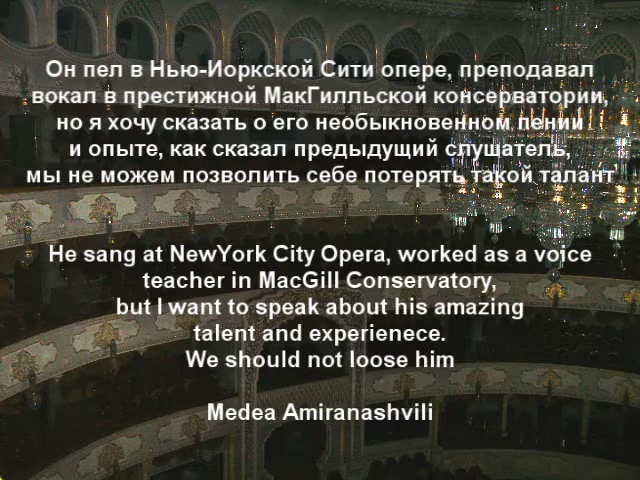 Он пел в Нью-Иоркской Сити опере, преподавал
вокал в престижной МакГилльской консерватории,
но я хочу сказать о его необыкновенном пении
и опыте, как сказал предыдущий слушатель,
мы не можем позволить себе потерять такой талант
He sang at NewYork City Opera, worked as a voice
teacher in MacGill Conservatory,
but I want to speak about his amazing
talent and experienece.
We should not loose him
Medea Amiranashvili